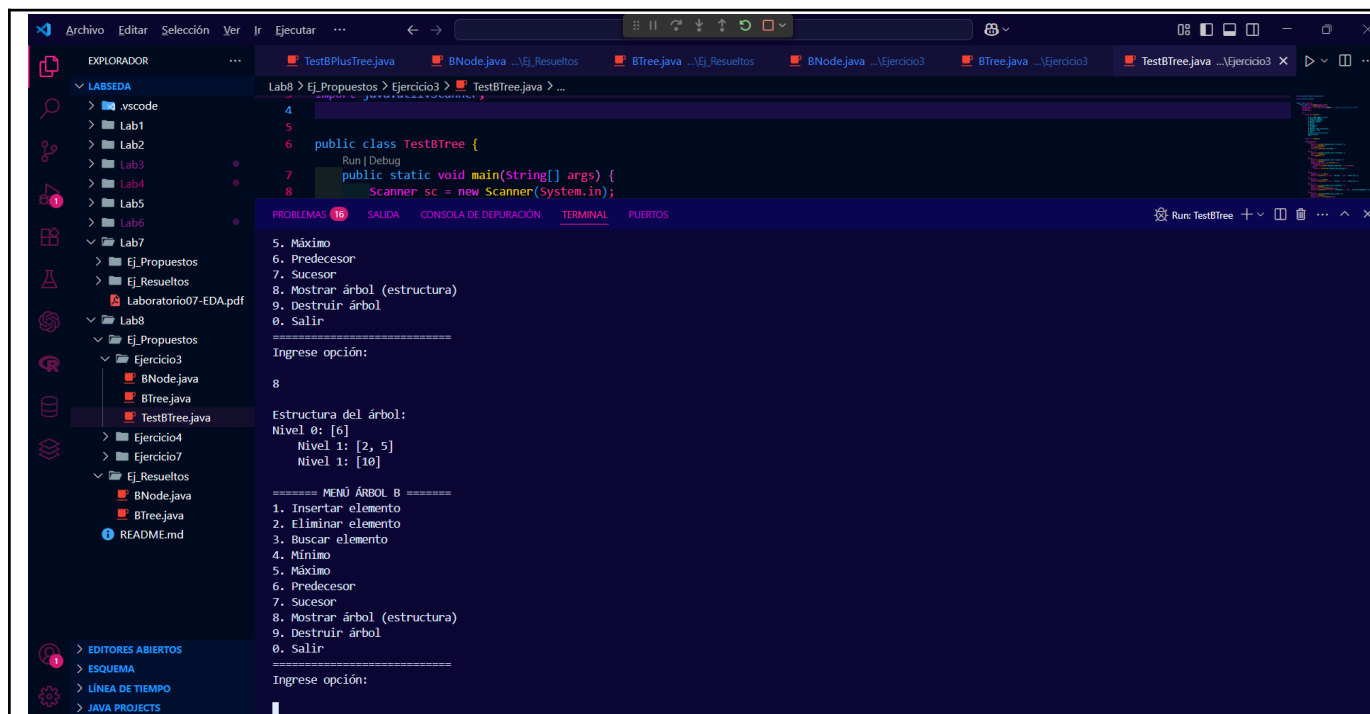 Archivo Editar Selección Ver Ir Ejecutar ···
EXPLORADOR ···
LABSEDA
.vscode
Lab1
Lab2
Lab3
Lab4
Lab5
Lab6
Lab7
Ej_Propuestos
Ej_Resueltos
Laboratorio07-EDA.pdf
Lab8
Ej_Propuestos
Ejercicio3
BNode.java
BTree.java
TestBTree.java
Ejercicio4
Ejercicio7
Ej_Resueltos
BNode.java
BTree.java
README.md
EDITORES ABIERTOS
ESQUEMA
LÍNEA DE TIEMPO
JAVA PROJECTS
1
1
TestBPlusTree.java BNode.java ...\Ej_Resueltos BTree.java ...\Ej_Resueltos BNode.java ...\Ejercicio3 BTree.java ...\Ejercicio3 TestBTree.java ...\Ejercicio3
Lab8 > Ej_Propuestos > Ejercicio3 > TestBTree.java > ...
3 import java.util.Scanner;
4
5
6 public class TestBTree {
Run | Debug
7 public static void main(String[] args) {
8 Scanner sc = new Scanner(System.in);
PROBLEMAS 16 SALIDA CONSOLA DE DEPURACIÓN TERMINAL PUERTOS
Run: TestBTree
5. Máximo
6. Predecesor
7. Sucesor
8. Mostrar árbol (estructura)
9. Destruir árbol
0. Salir
============================
Ingrese opción:
8
Estructura del árbol:
Nivel 0: [6]
Nivel 1: [2, 5]
Nivel 1: [10]
======= MENÚ ÁRBOL B =======
1. Insertar elemento
2. Eliminar elemento
3. Buscar elemento
4. Mínimo
5. Máximo
6. Predecesor
7. Sucesor
8. Mostrar árbol (estructura)
9. Destruir árbol
0. Salir
============================
Ingrese opción: